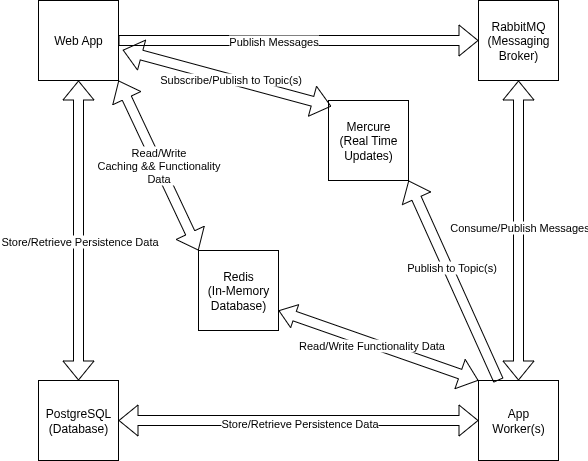 Web App
RabbitMQ
(Messaging
Broker)
Publish Messages
Subscribe/Publish to Topic(s)
Mercure
(Real Time
Updates)
Read/Write
Caching && Functionality
Data
Store/Retrieve Persistence Data
Consume/Publish Messages
Publish to Topic(s)
Redis
(In-Memory
Database)
Read/Write Functionality Data
PostgreSQL
(Database)
Store/Retrieve Persistence Data
App
Worker(s)